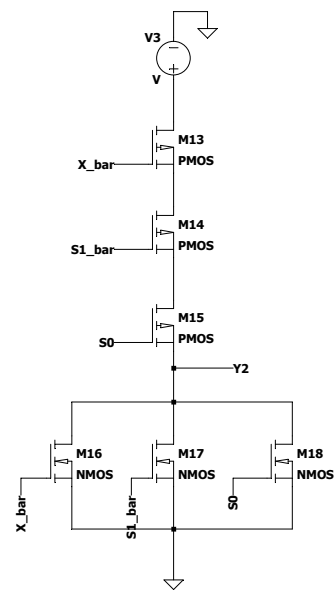 V3
V
M13
X_bar
PMOS
M14
S1_bar
PMOS
M15
S0
PMOS
Y2
M16
M17
M18
NMOS
NMOS
NMOS
X_bar
S1_bar
S0